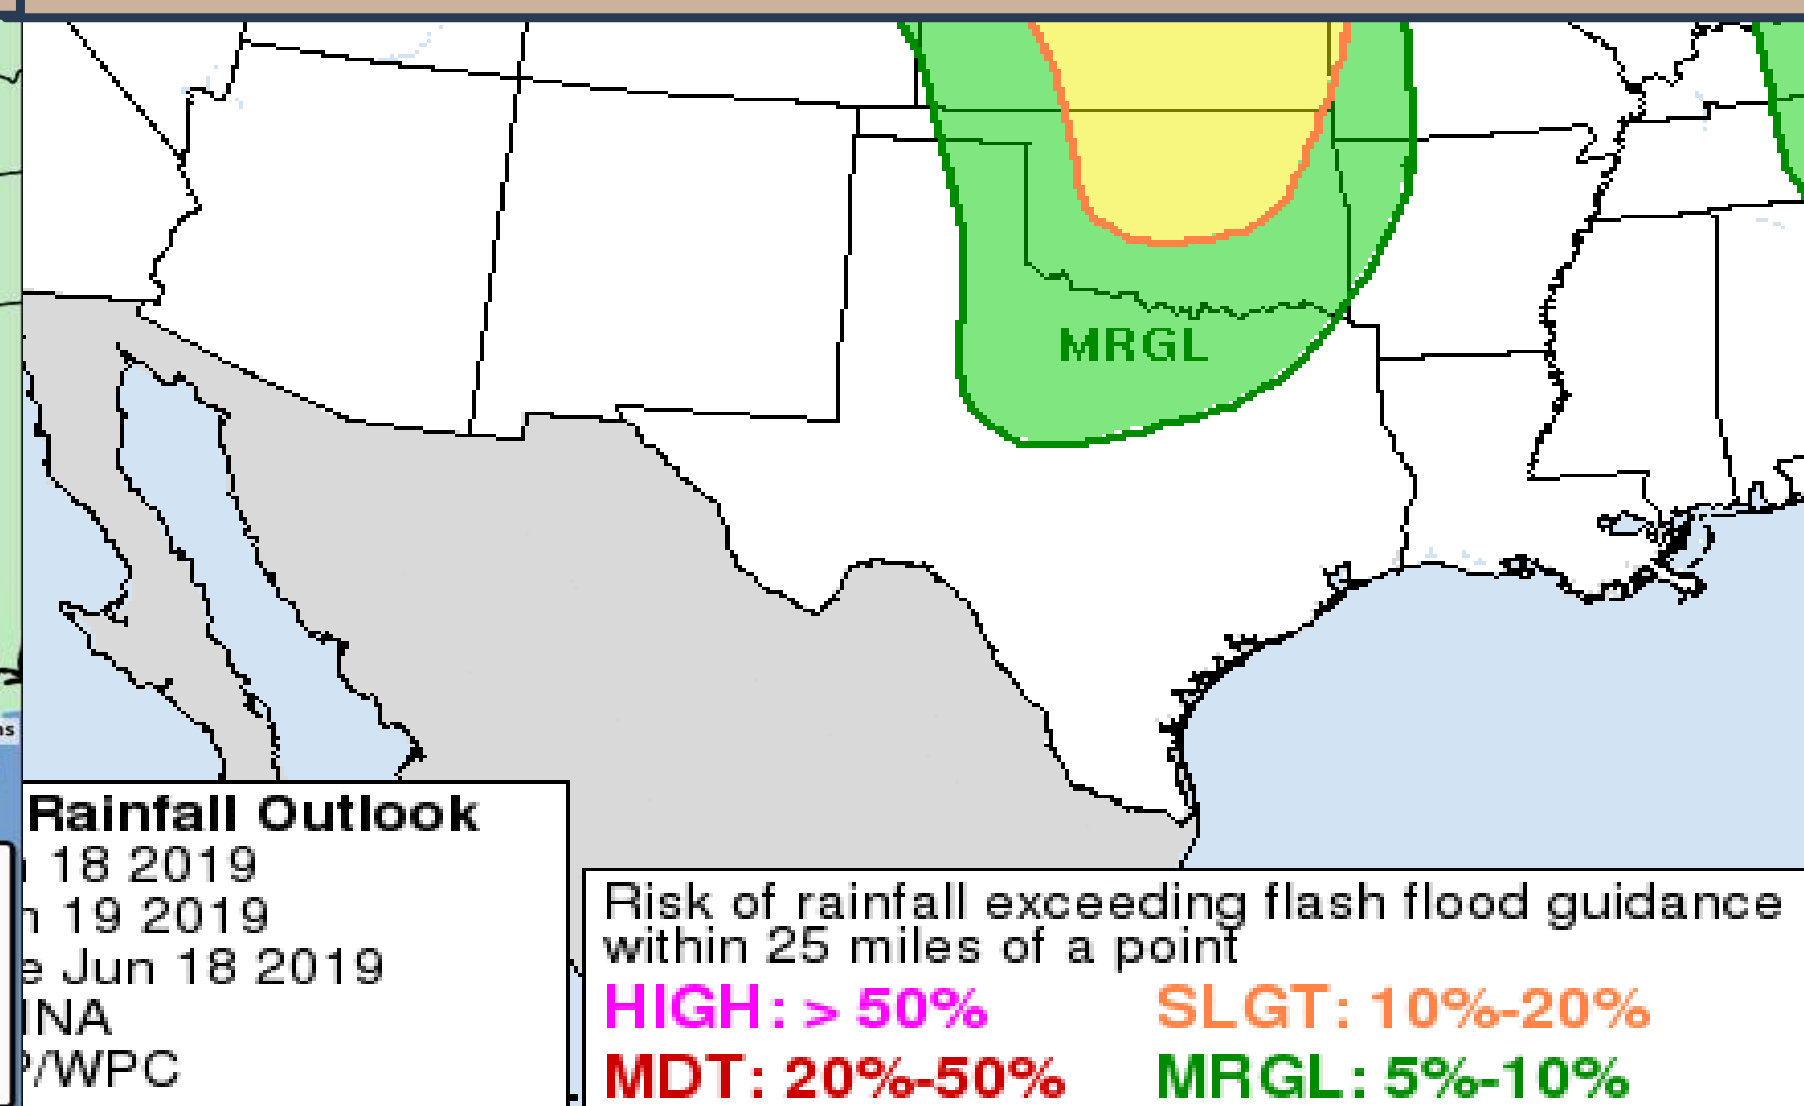 MRGL
Rainfall Outlook
18 2019
19 2019
Jun 18 2019
/WPC
Risk of rainfall exceeding flash flood guidance
within 25 miles of a point
HIGH: > 50%
SLGT: 10%-20%
MDT: 20%-50%
MRGL: 5%-10%